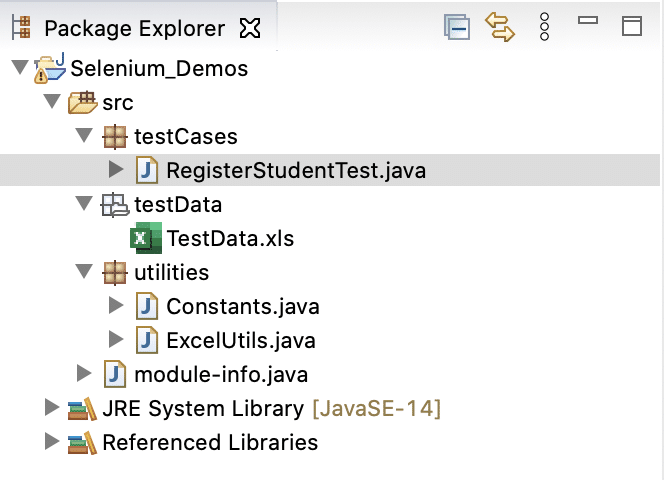 Package Explorer
Selenium_Demos
src
testCases
RegisterStudentTest.java
testData
TestData.xls
utilities
Constants.java
ExcelUtils.java
module-info.java
JRE System Library [JavaSE-14]
Referenced Libraries